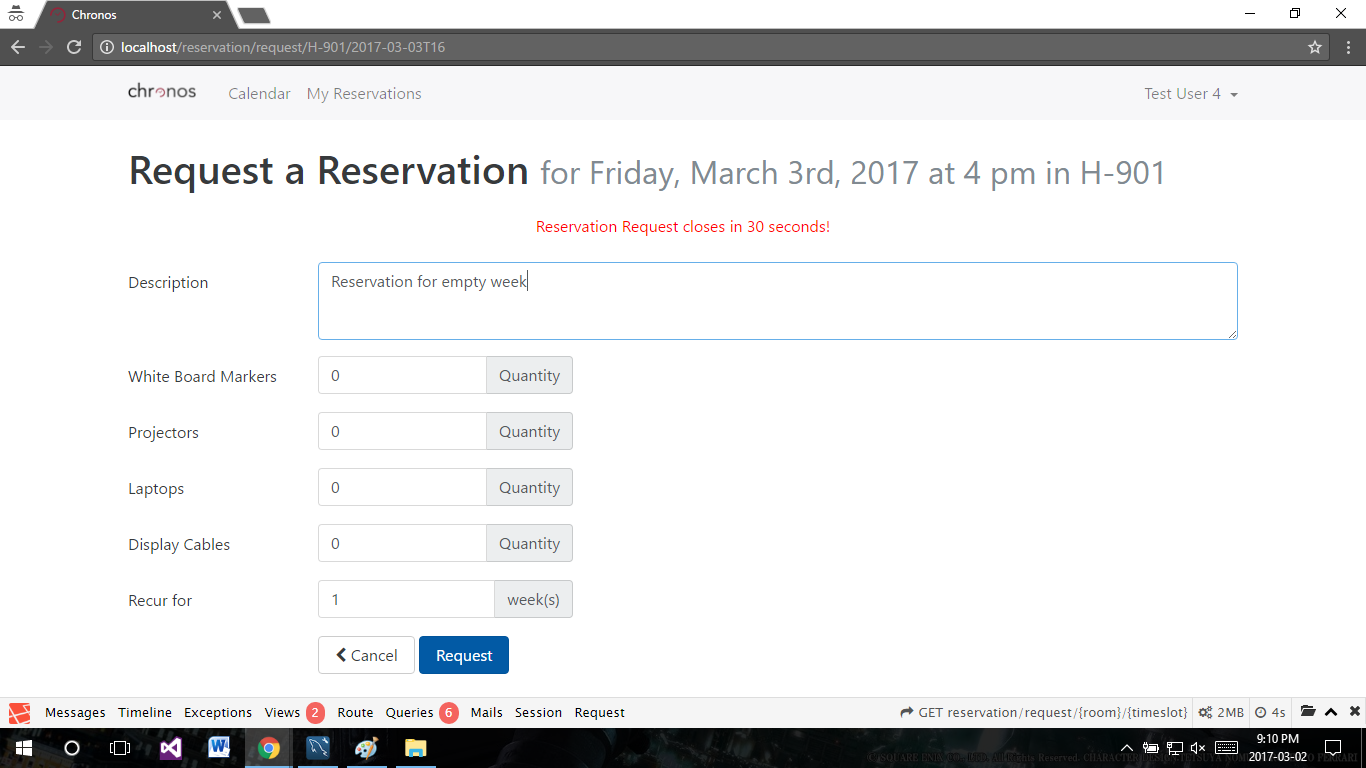 Chronos
localhost/reservation/request/H-901/2017-03-03T16
chronos Calendar My Reservations Test User 4
Request a Reservation for Friday, March 3rd, 2017 at 4 pm in H-901
Reservation Request closes in 30 seconds!
Description Reservation for empty week
White Board Markers 0 Quantity
Projectors 0 Quantity
Laptops 0 Quantity
Display Cables 0 Quantity
Recur for 1 week(s)
Cancel Request
Messages Timeline Exceptions Views 2 Route Queries 6 Mails Session Request GET reservation/request/{room}/{timeslot} 2MB 4s
9:10 PM
2017-03-02